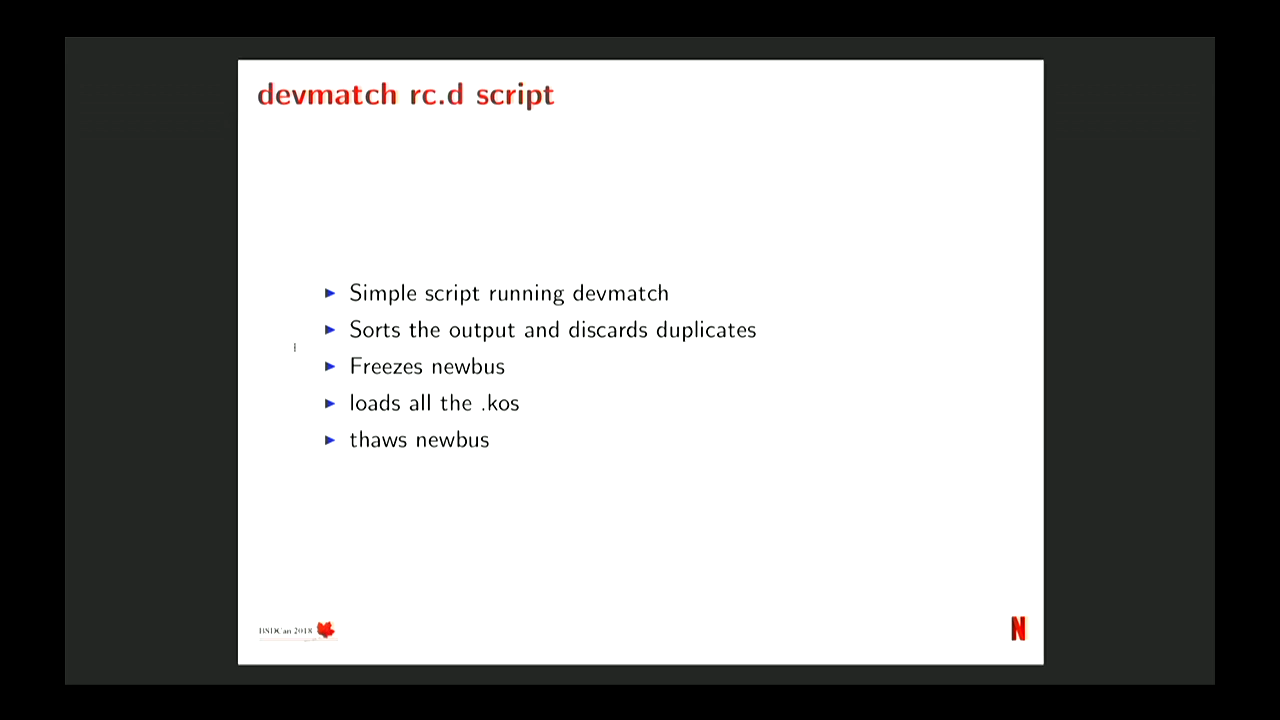 devmatch rc.d script
Simple script running devmatch
Sorts the output and discards duplicates
Freezes newbus
loads all the .kos
thaws newbus
BSDCan 2018
N